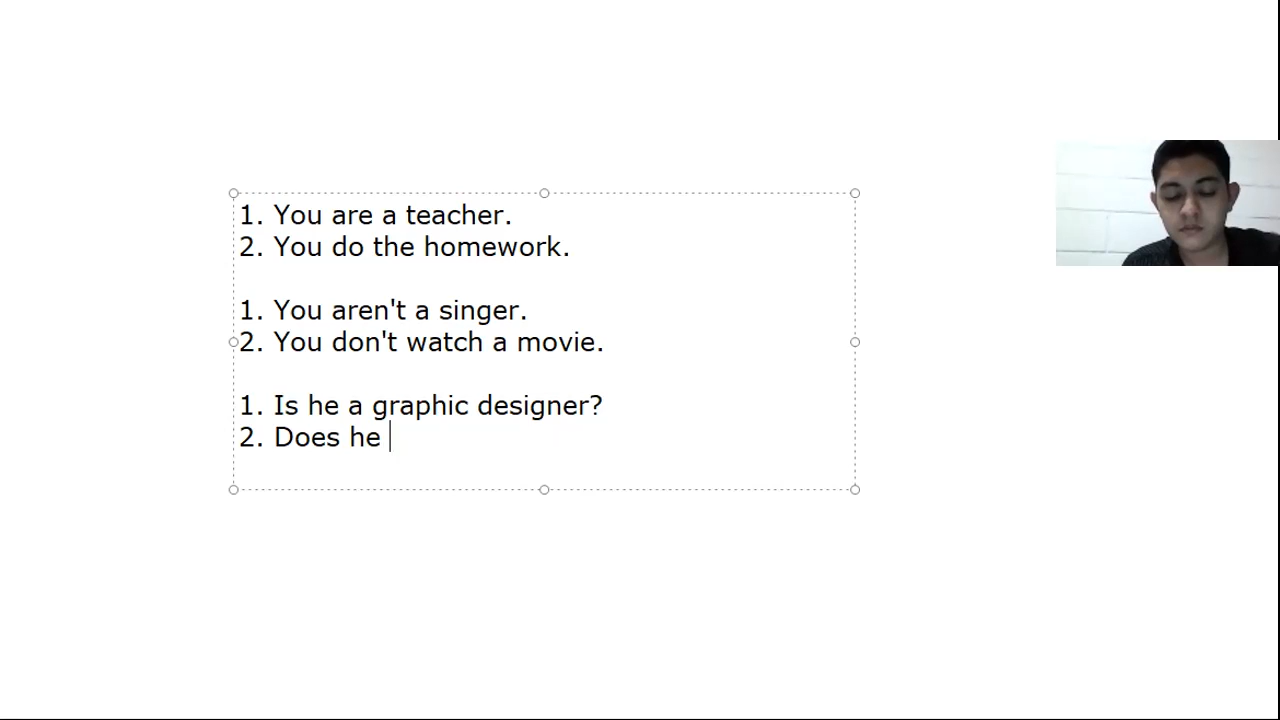 1. You are a teacher.
2. You do the homework.
1. You aren't a singer.
2. You don't watch a movie.
1. Is he a graphic designer?
2. Does he